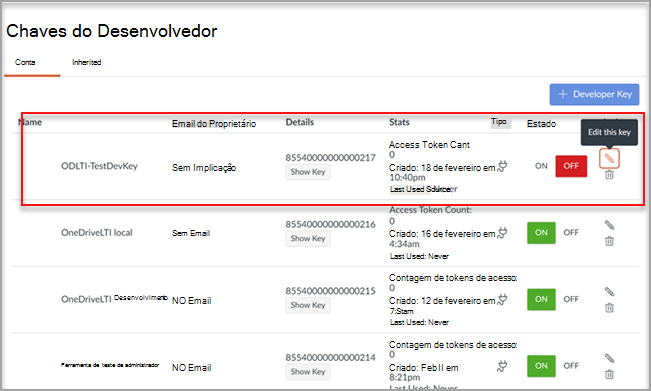 Chaves do Desenvolvedor
Conta Inherited
+ Developer Key
Name Email do Proprietário Details Stats Tipo Estado
Edit this key
ODLTI-TestDevKey Sem Implicação 85540000000000217 Show Key
Access Token Cant
0
Criado: 18 de fevereiro em
10:40pm
Last Used
ON OFF
OneDriveLTI local Sem Email 85540000000000216 Show Key
Access Token Count:
0
Criado: 16 de fevereiro em
4:34am
Last Used: Never
ON OFF
OneDriveLTI Desenvolvimento NO Email 85540000000000215 Show Key
Contagem de tokens de acesso:
0
Criado: 12 de fevereiro em
7:5tam
Last Used: Never
ON OFF
Ferramenta de teste de administrador NO Email 85540000000000214 Show Key
Contagem de tokens de acesso:
0
Criado: Feb II em
8:21pm
Last Used: Never
ON OFF